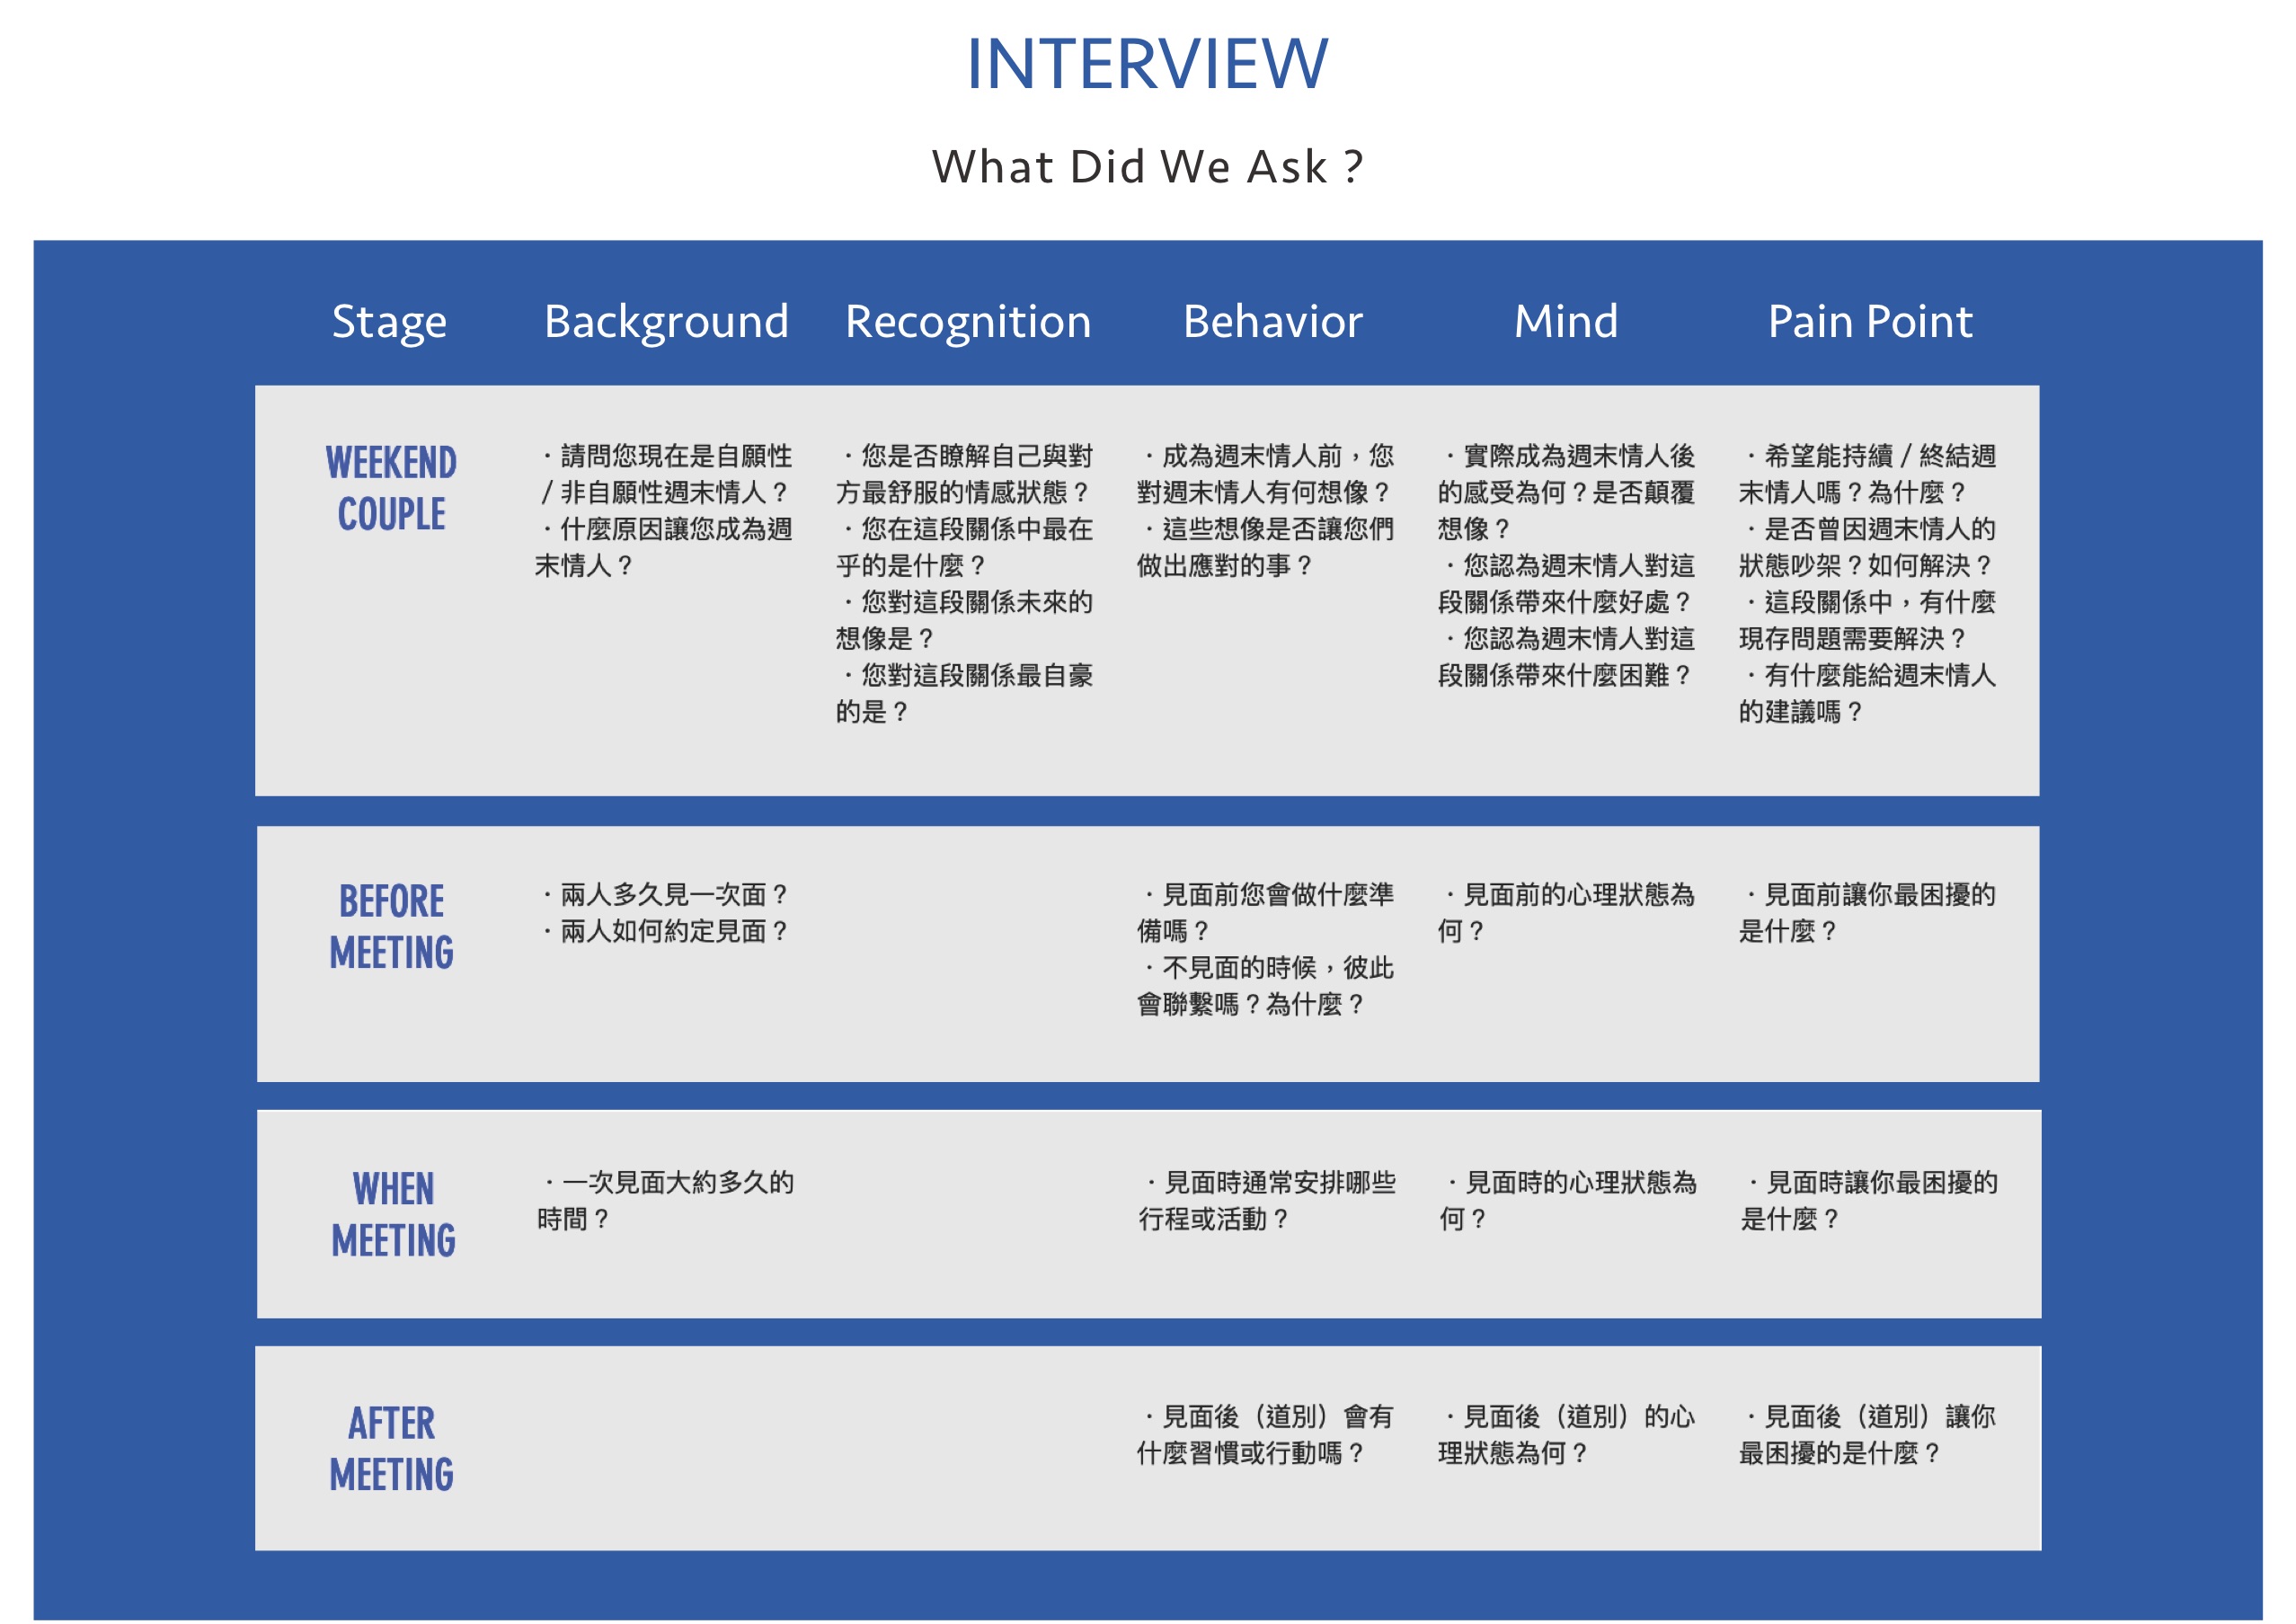 INTERVIEW
What Did We Ask ?
Stage
Background
Recognition
Behavior
Mind
Pain Point
WEEKEND
COUPLE
・請問您現在是自願性
/ 非自願性週末情人？
・什麼原因讓您成為週
末情人？
・您是否瞭解自己與對
方最舒服的情感狀態？
・您在這段關係中最在
乎的是什麼？
・您對這段關係未來的
想像是？
・您對這段關係最自豪
的是？
・成為週末情人前，您
對週末情人有何想像？
・這些想像是否讓您們
做出應對的事？
・實際成為週末情人後
的感受為何？是否顛覆
想像？
・您認為週末情人對這
段關係帶來什麼好處？
・您認為週末情人對這
段關係帶來什麼困難？
・希望能持續 / 終結週
末情人嗎？為什麼？
・是否曾因週末情人的
狀態吵架？如何解決？
・這段關係中，有什麼
現存問題需要解決？
・有什麼能給週末情人
的建議嗎？
BEFORE
MEETING
・兩人多久見一次面？
・兩人如何約定見面？
・見面前您會做什麼準
備嗎？
・不見面的時候，彼此
會聯繫嗎？為什麼？
・見面前的心理狀態為
何？
・見面前讓你最困擾的
是什麼？
WHEN
MEETING
・一次見面大約多久的
時間？
・見面時通常安排哪些
行程或活動？
・見面時的心理狀態為
何？
・見面時讓你最困擾的
是什麼？
AFTER
MEETING
・見面後（道別）會有
什麼習慣或行動嗎？
・見面後（道別）的心
理狀態為何？
・見面後（道別）讓你
最困擾的是什麼？